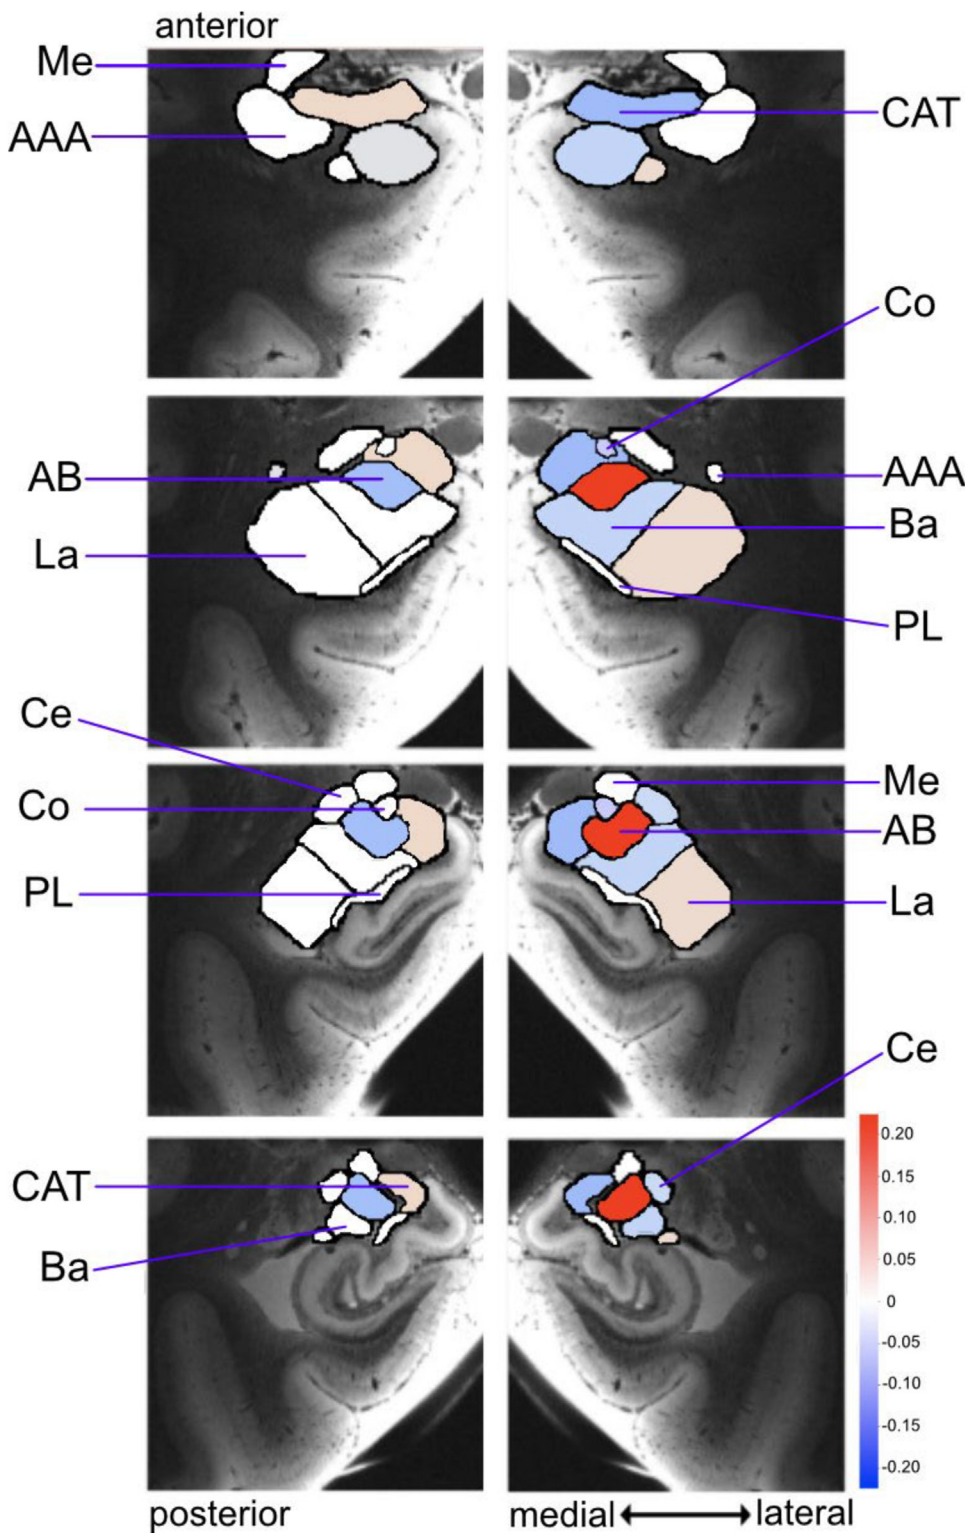 anterior
Me
AAA
CAT
Co
AB
La
AAA
Ba
PL
Ce
Co
PL
Me
AB
La
Ce
CAT
Ba
0.20
0.15
0.10
0.05
0
-0.05
-0.10
-0.15
-0.20
posterior
medial lateral